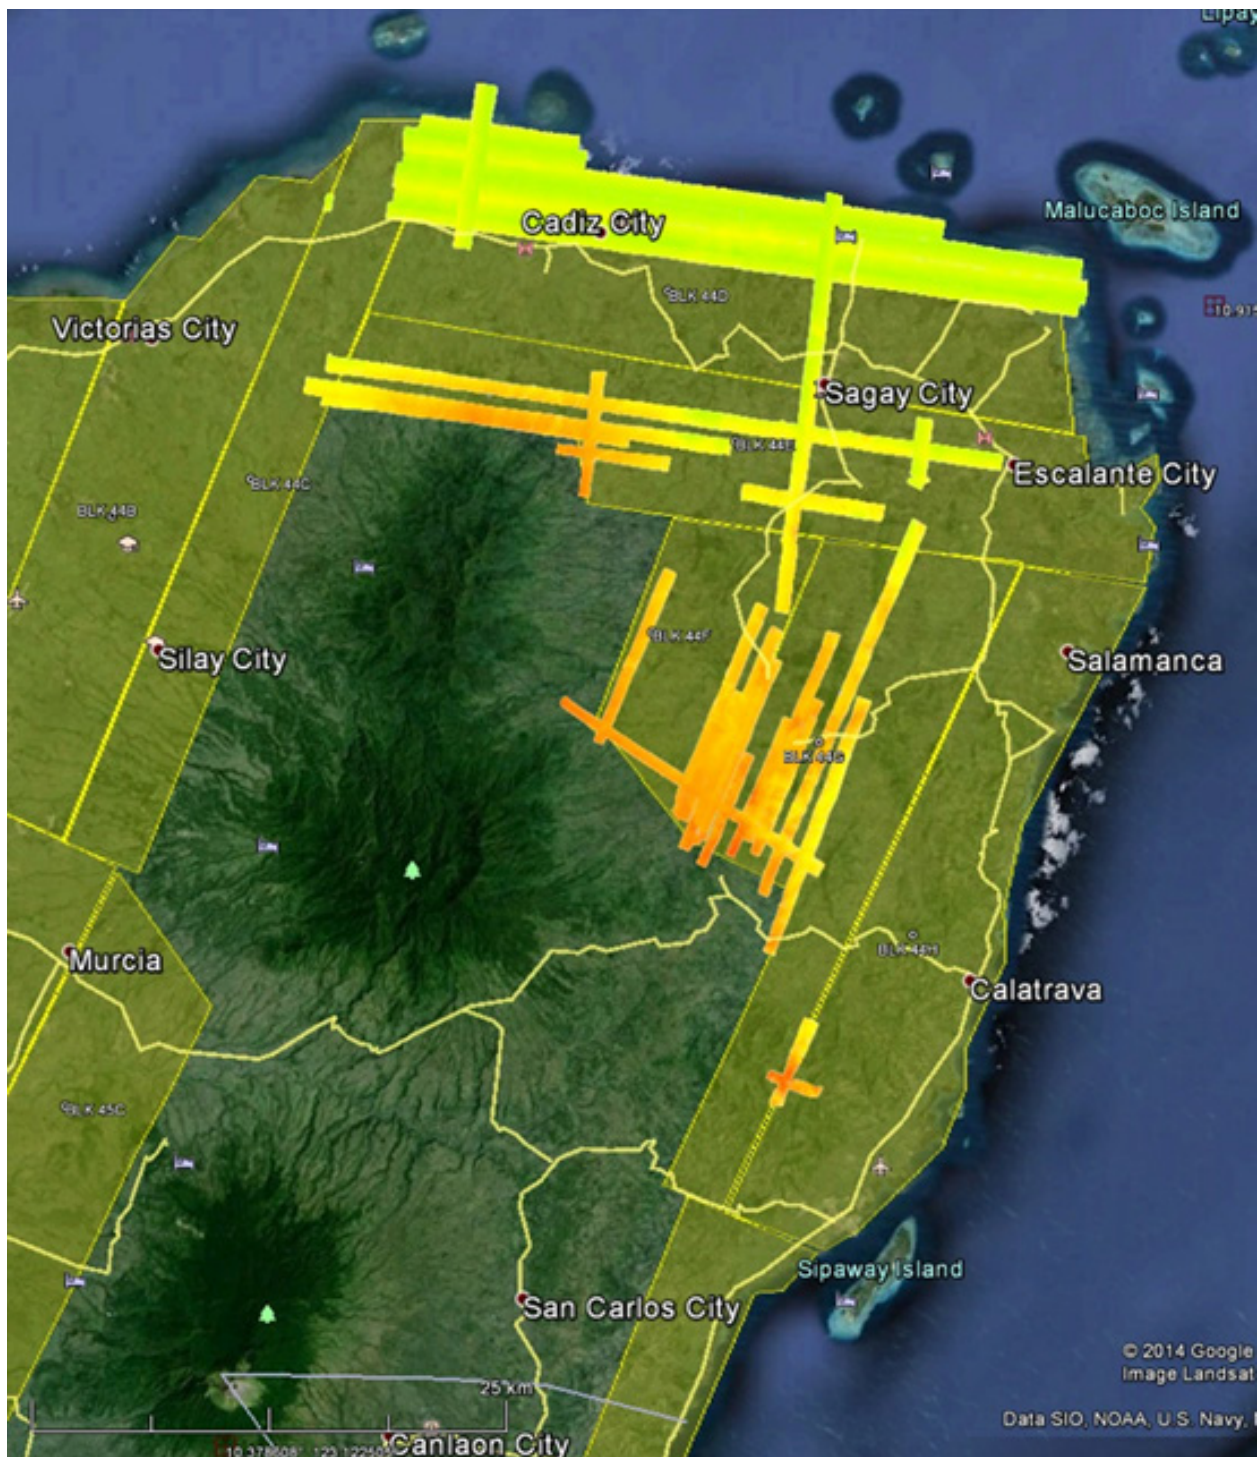 Malucaboc Island
Cadiz City
BLK 44D
Victorias City
Sagay City
BLK 44E
Escalante City
BLK 44C
BLK 44B
BLK 44F
Silay City
Salamanca
BLK 44G
Murcia
BLK 44H
Calatrava
BLK 45C
Sipaway Island
San Carlos City
© 2014 Google
Image Landsat
25 km
Data SIO, NOAA, U.S. Navy,
Canlaon City